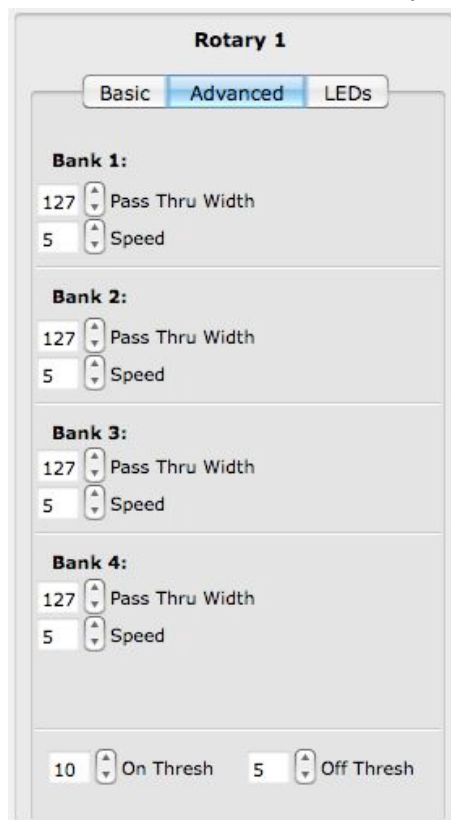 Rotary 1
Basic Advanced LEDs
Bank 1:
127 Pass Thru Width
5 Speed
Bank 2:
127 Pass Thru Width
5 Speed
Bank 3:
127 Pass Thru Width
5 Speed
Bank 4:
127 Pass Thru Width
5 Speed
10 On Thresh 5 Off Thresh